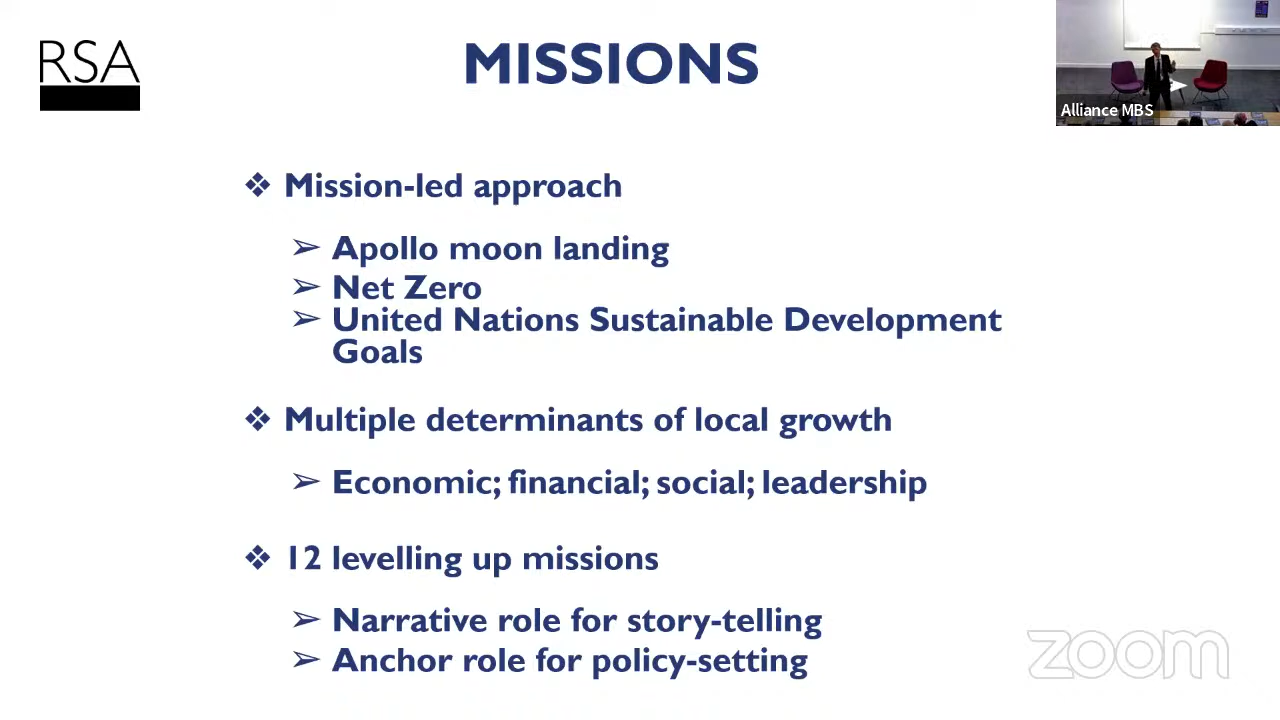 RSA
MISSIONS
Alliance MBS
❖ Mission-led approach
➢ Apollo moon landing
➢ Net Zero
➢ United Nations Sustainable Development
Goals
❖ Multiple determinants of local growth
➢ Economic; financial; social; leadership
❖ 12 levelling up missions
➢ Narrative role for story-telling
➢ Anchor role for policy-setting
zoom